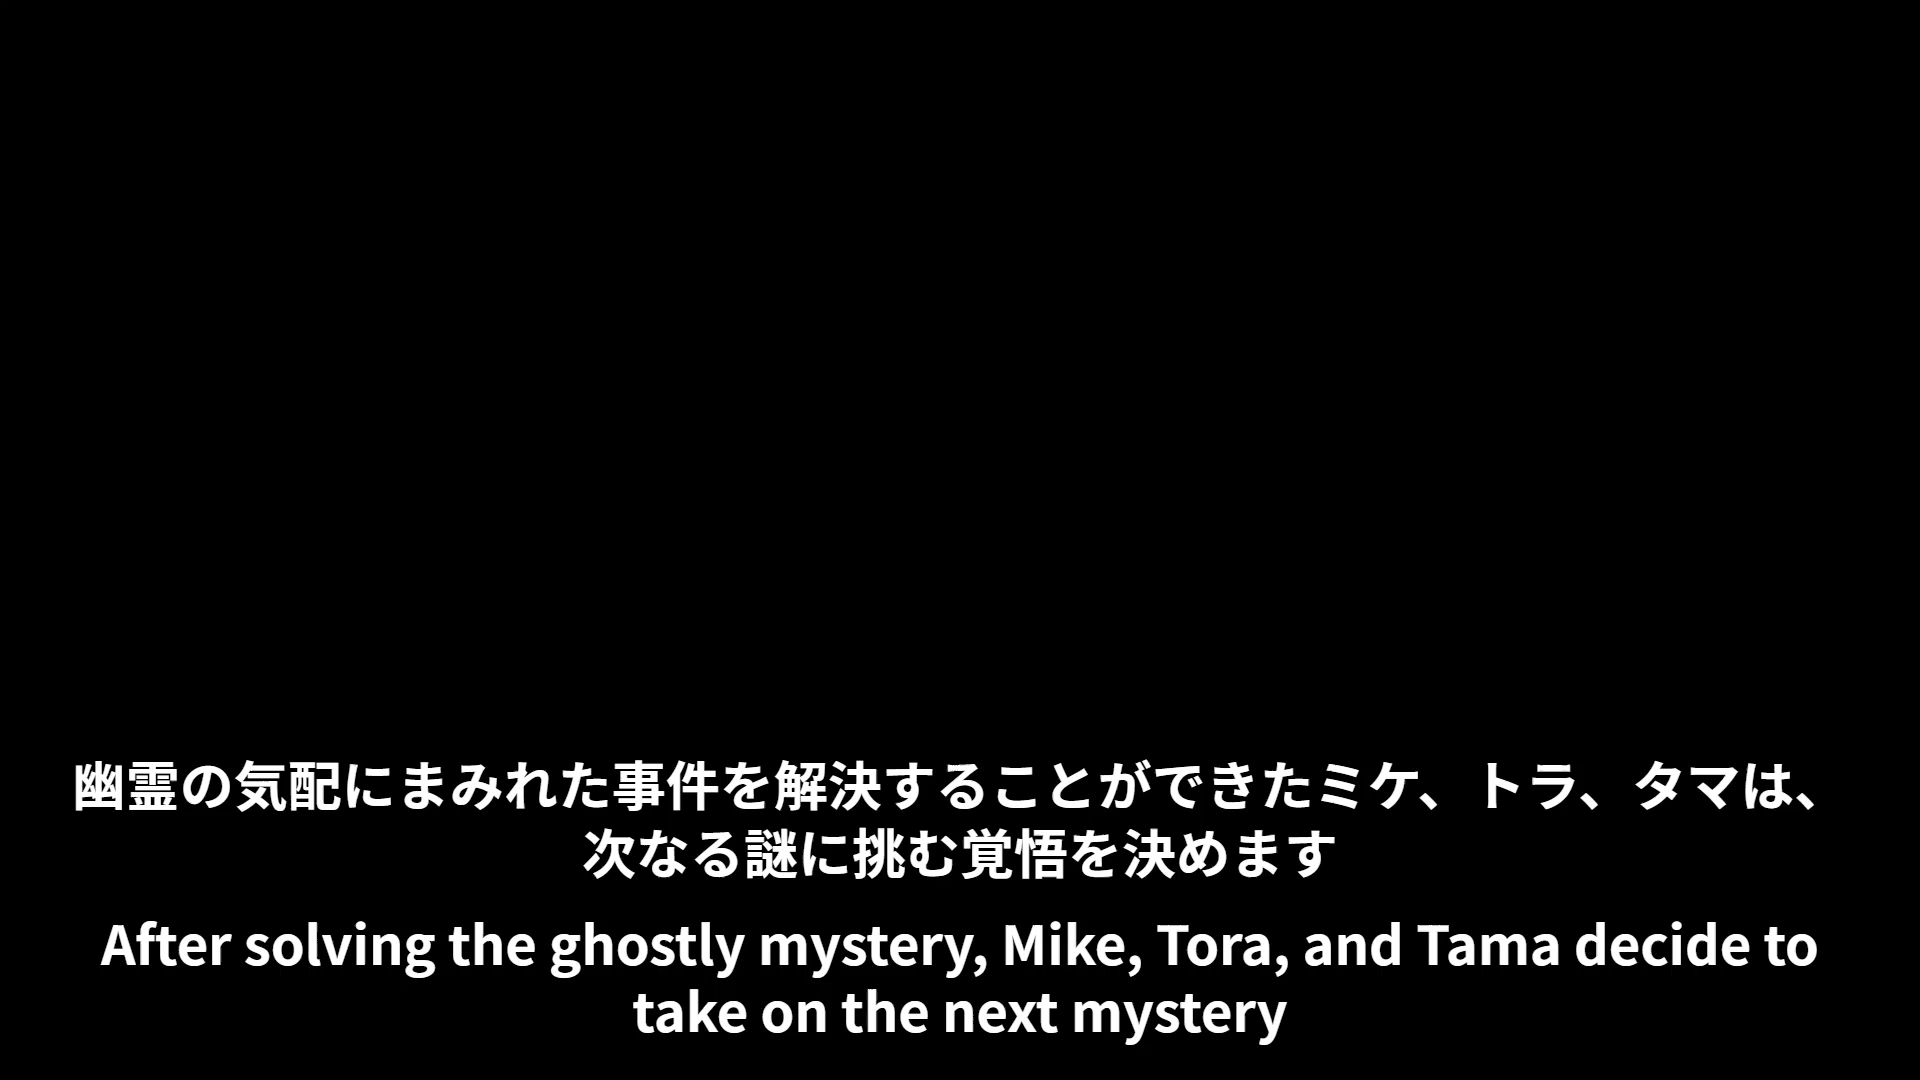 幽霊の気配にまみれた事件を解決することができたミケ、トラ、タマは、
次なる謎に挑む覚悟を決めます
After solving the ghostly mystery, Mike, Tora, and Tama decide to
take on the next mystery